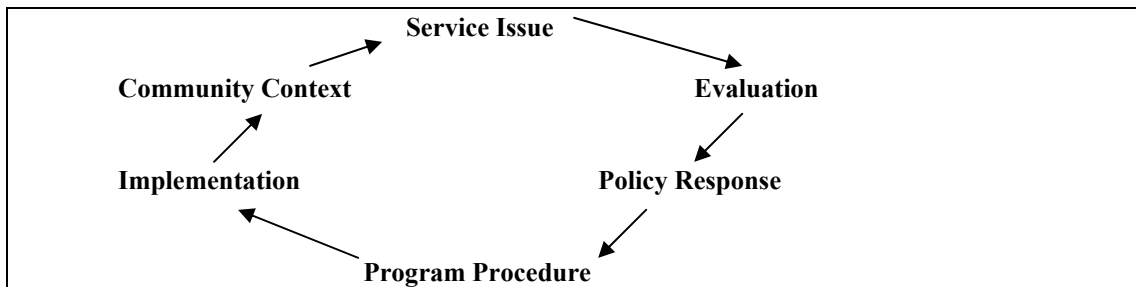 Service Issue
Community Context Evaluation
Implementation Policy Response
Program Procedure